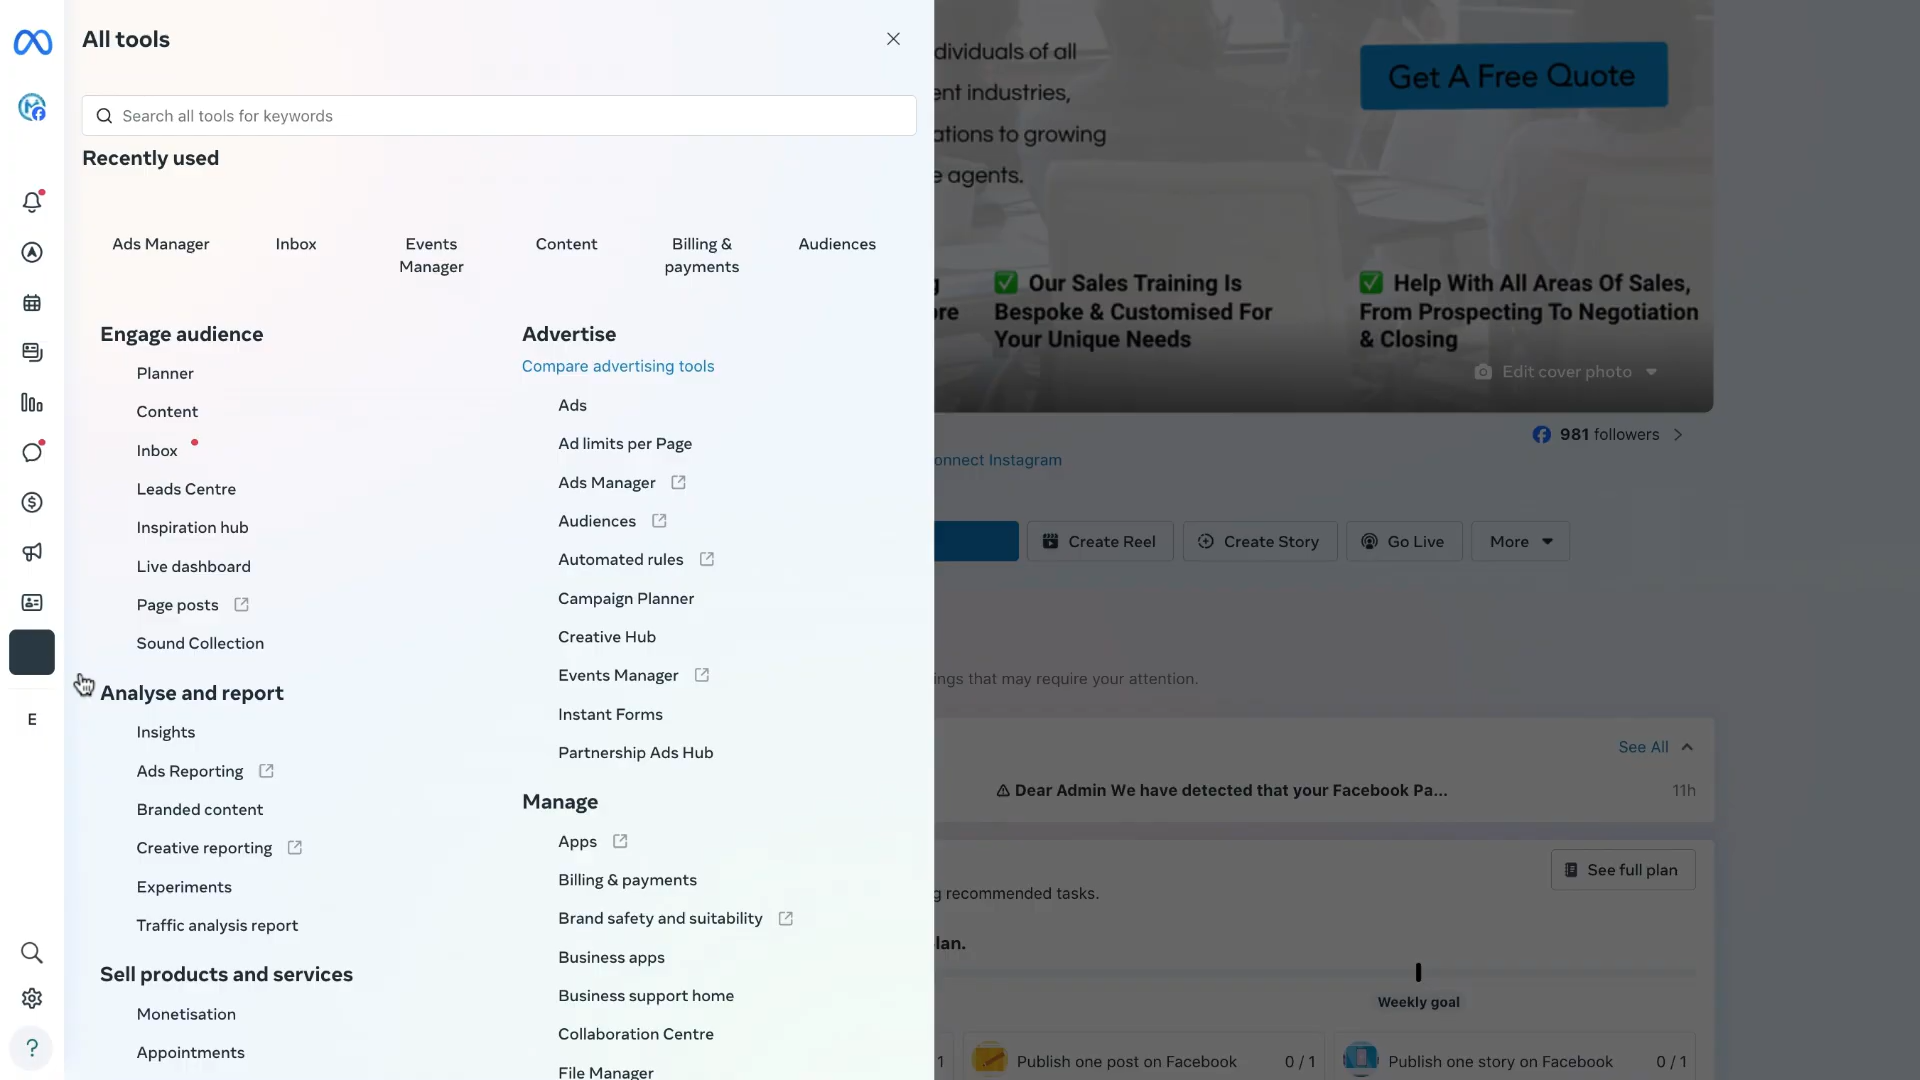 All tools
Search all tools for keywords
Recently used
Ads Manager
Inbox
Events
Manager
Content
Billing &
payments
Audiences
Engage audience
Planner
Content
Inbox
Leads Centre
Inspiration hub
Live dashboard
Page posts
Sound Collection
Analyse and report
Insights
Ads Reporting
Branded content
Creative reporting
Experiments
Traffic analysis report
Sell products and services
Monetisation
Appointments
Advertise
Compare advertising tools
Ads
Ad limits per Page
Ads Manager
Audiences
Automated rules
Campaign Planner
Creative Hub
Events Manager
Instant Forms
Partnership Ads Hub
Manage
Apps
Billing & payments
Brand safety and suitability
Business apps
Business support home
Collaboration Centre
File Manager
E
?
dividuals of all
ent industries,
ations to growing
e agents.
Get A Free Quote
Our Sales Training Is
Bespoke & Customised For
Your Unique Needs
Help With All Areas Of Sales,
From Prospecting To Negotiation
& Closing
Edit cover photo
981 followers
onnect Instagram
Create Reel
Create Story
Go Live
More
ings that may require your attention.
See All
Dear Admin We have detected that your Facebook Pa...
11h
See full plan
g recommended tasks.
lan.
Weekly goal
1
Publish one post on Facebook 0 / 1
Publish one story on Facebook 0 / 1